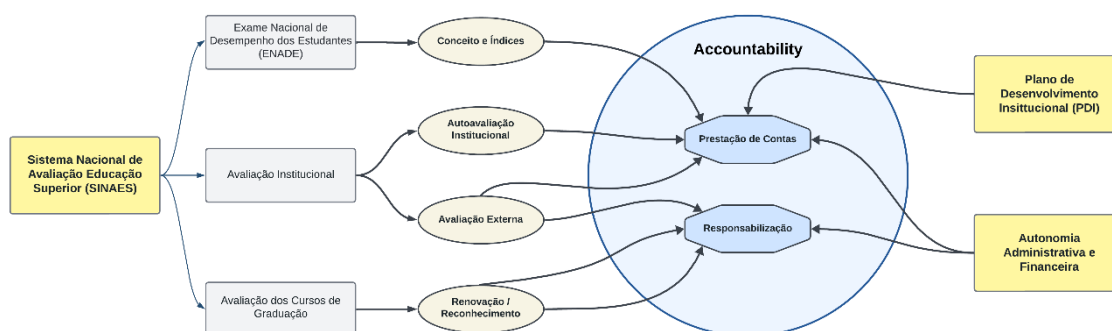 Exame Nacional de
Desempenho dos Estudantes
(ENADE)
Conceito e Índices
Accountability
Plano de
Desenvolvimento
Insittucional (PDI)
Autoavaliação
Institucional
Prestação de Contas
Sistema Nacional de
Avaliação Educação
Superior (SINAES)
Avaliação Institucional
Avaliação Externa
Responsabilização
Autonomia
Administrativa e
Financeira
Avaliação dos Cursos de
Graduação
Renovação /
Reconhecimento